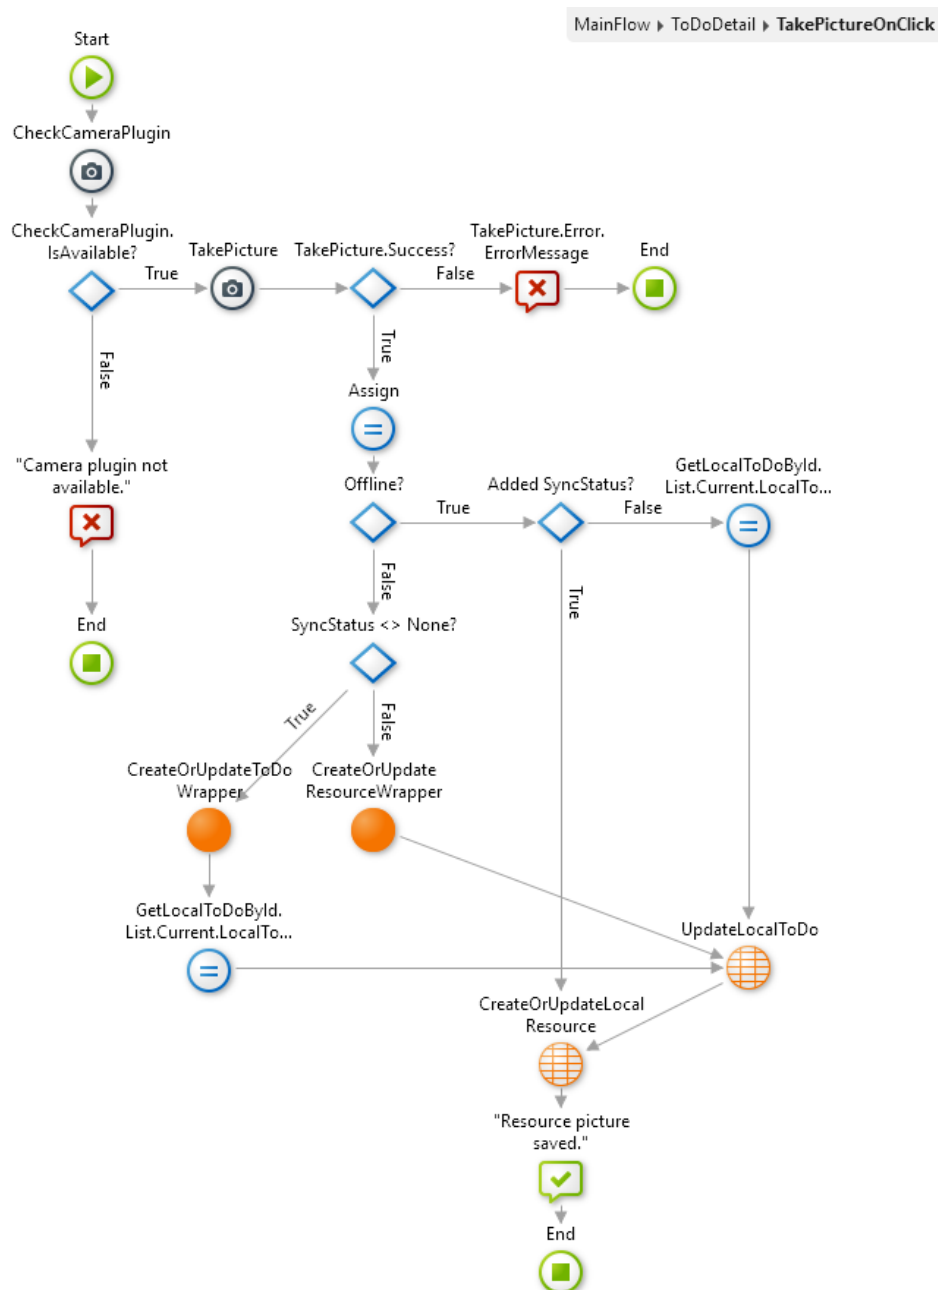 MainFlow ▸ ToDoDetail ▸ TakePictureOnClick
Start
CheckCameraPlugin
CheckCameraPlugin.
IsAvailable?
True
TakePicture
TakePicture.Success?
False
TakePicture.Error.
ErrorMessage
End
False
True
Assign
"Camera plugin not
available."
Offline?
True
Added SyncStatus?
False
GetLocalToDoById.
List.Current.LocalTo...
False
True
End
SyncStatus <> None?
True
False
CreateOrUpdateToDo
Wrapper
CreateOrUpdate
ResourceWrapper
GetLocalToDoById.
List.Current.LocalTo...
UpdateLocalToDo
CreateOrUpdateLocal
Resource
"Resource picture
saved."
End